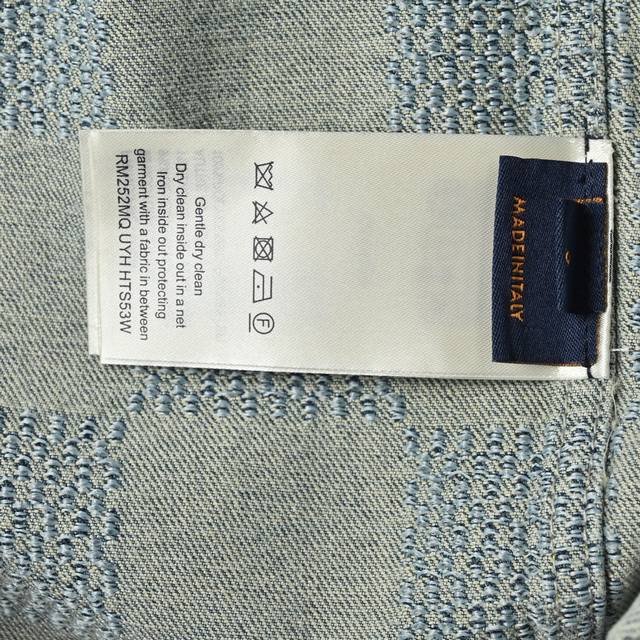 MADE IN ITALY
Gentle dry clean
Dry clean inside out in a net
Iron inside out protecting
garment with a fabric in between
RM252MQ UYH HTS53W